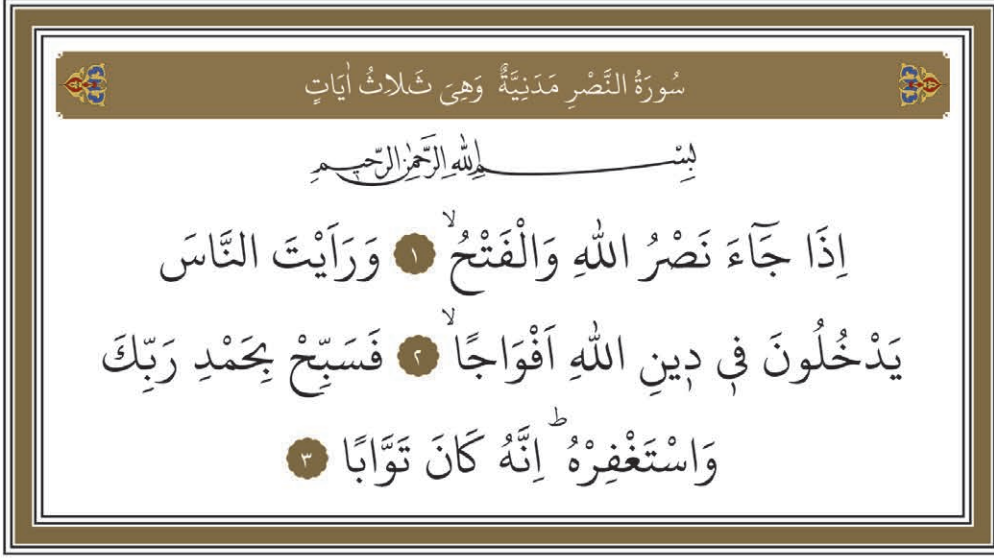 سُورَةُ النَّصْرِ مَدَنِيَّةٌ وَهِيَ ثَلَاثُ اٰيَاتٍ
بِسْمِ اللّٰهِ الرَّحْمٰنِ الرَّحِيمِ
اِذَا جَٓاءَ نَصْرُ اللّٰهِ وَالْفَتْحُۙ ١ وَرَاَيْتَ النَّاسَ
يَدْخُلُونَ فٖي دٖينِ اللّٰهِ اَفْوَاجًاۙ ٢ فَسَبِّحْ بِحَمْدِ رَبِّكَ
وَاسْتَغْفِرْهُؕ اِنَّهُ كَانَ تَوَّابًا ٣